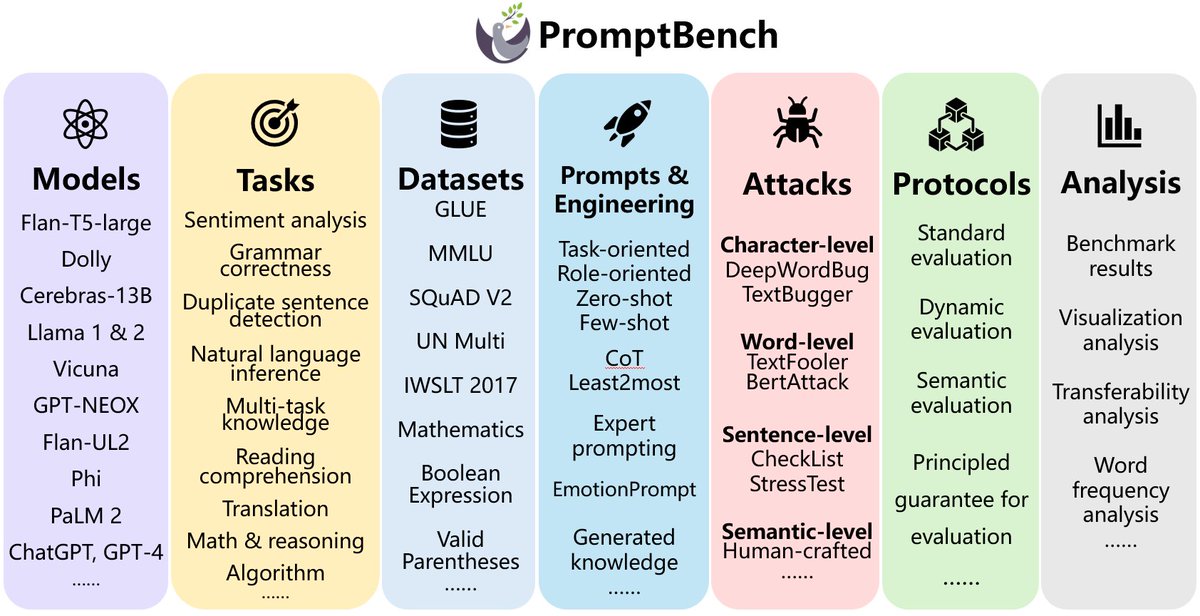 PromptBench
Models
Flan-T5-large
Dolly
Cerebras-13B
Llama 1 & 2
Vicuna
GPT-NEOX
Flan-UL2
Phi
PaLM 2
ChatGPT, GPT-4
......
Tasks
Sentiment analysis
Grammar
correctness
Duplicate sentence
detection
Natural language
inference
Multi-task
knowledge
Reading
comprehension
Translation
Math & reasoning
Algorithm
......
Datasets
GLUE
MMLU
SQuAD V2
UN Multi
IWSLT 2017
Mathematics
Boolean
Expression
Valid
Parentheses
......
Prompts &
Engineering
Task-oriented
Role-oriented
Zero-shot
Few-shot
CoT
Least2most
Expert
prompting
EmotionPrompt
Generated
knowledge
......
Attacks
Character-level
DeepWordBug
TextBugger
Word-level
TextFooler
BertAttack
Sentence-level
CheckList
StressTest
Semantic-level
Human-crafted
......
Protocols
Standard
evaluation
Dynamic
evaluation
Semantic
evaluation
Principled
guarantee for
evaluation
......
Analysis
Benchmark
results
Visualization
analysis
Transferability
analysis
Word
frequency
analysis
......